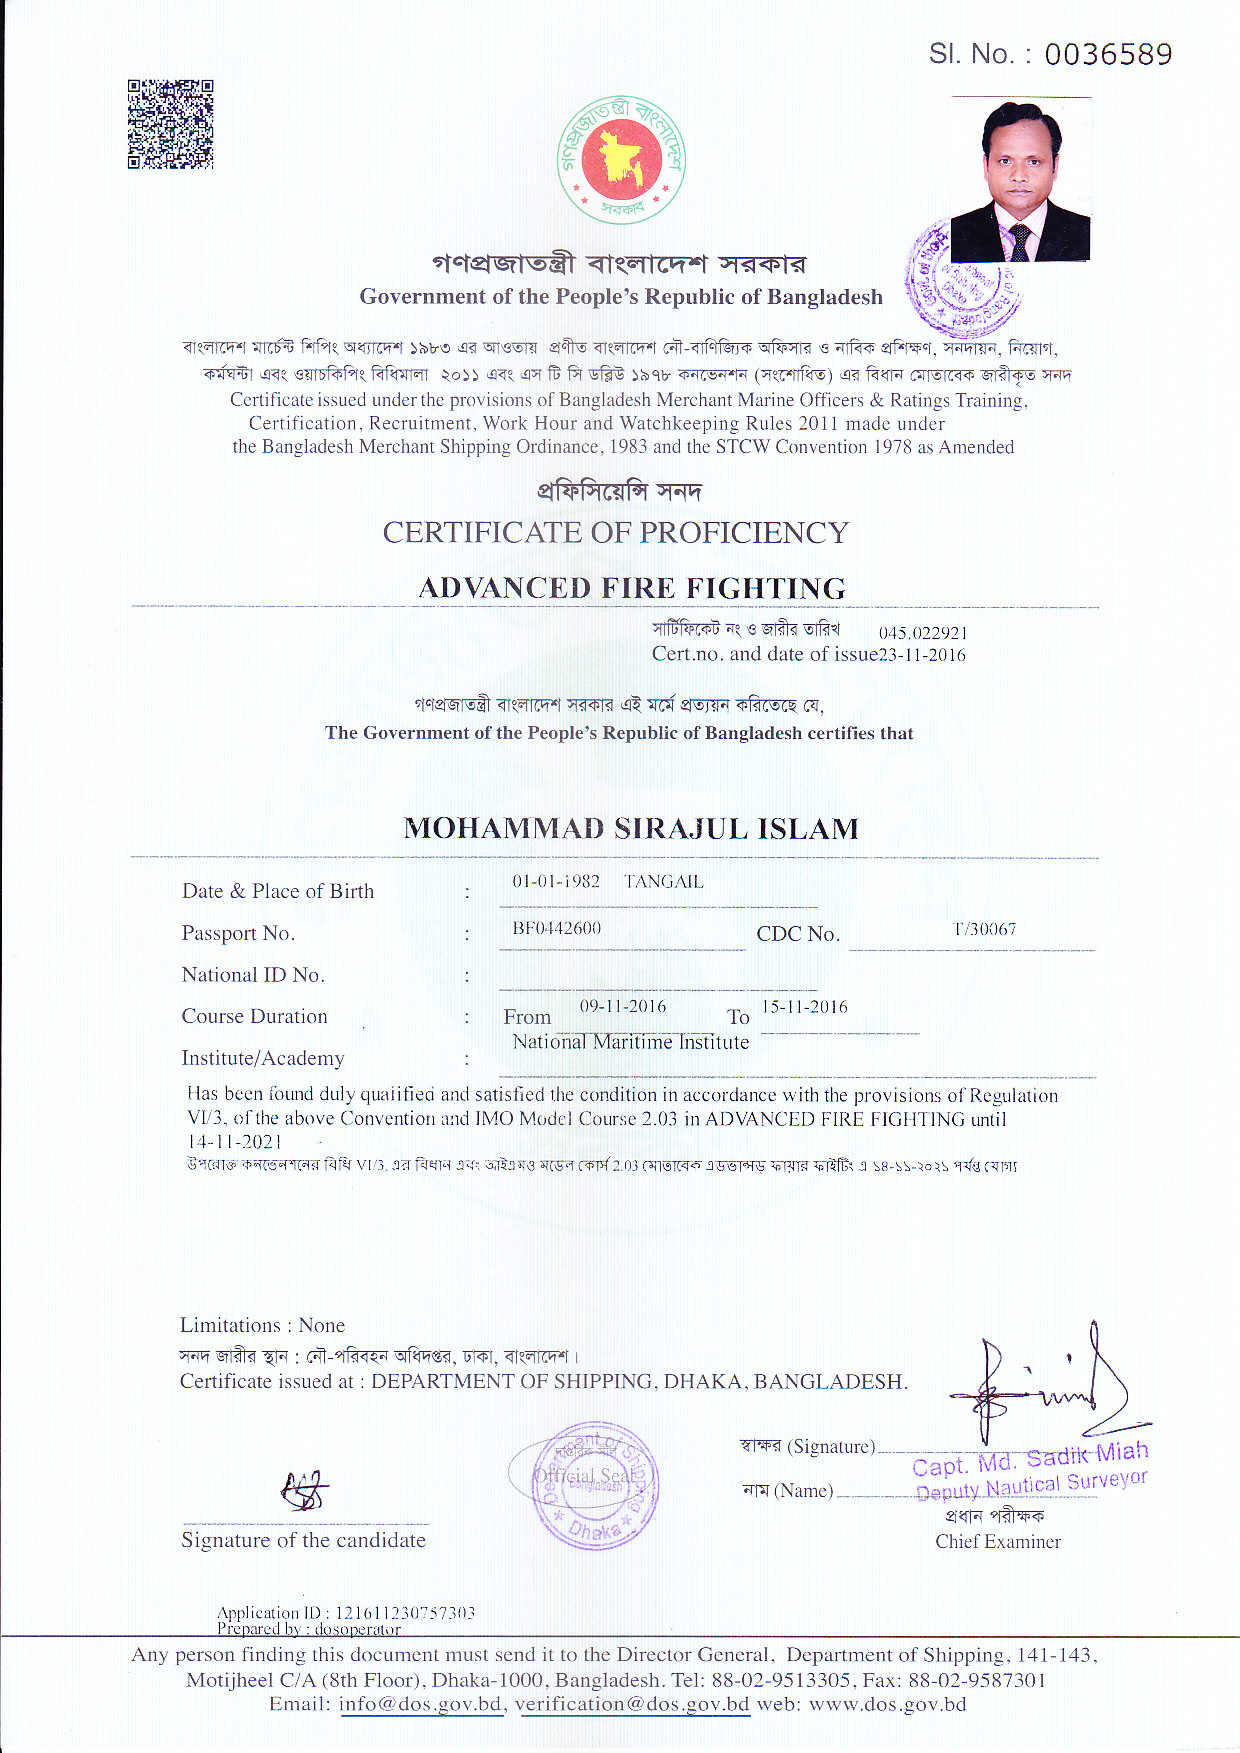 Sl. No. : 0036589
গণপ্রজাতন্ত্রী বাংলাদেশ
সরকার
গণপ্রজাতন্ত্রী বাংলাদেশ সরকার
Government of the People's Republic of Bangladesh
বাংলাদেশ মার্চেন্ট শিপিং অধ্যাদেশ ১৯৮৩ এর আওতায় প্রণীত বাংলাদেশ নৌ-বাণিজ্যিক অফিসার ও নাবিক প্রশিক্ষণ, সনদায়ন, নিয়োগ,
কর্মঘন্টা এবং ওয়াচকিপিং বিধিমালা ২০১১ এবং এস টি সি ডব্লিউ ১৯৭৮ কনভেনশন (সংশোধিত) এর বিধান মোতাবেক জারীকৃত সনদ
Certificate issued under the provisions of Bangladesh Merchant Marine Officers & Ratings Training,
Certification, Recruitment, Work Hour and Watchkeeping Rules 2011 made under
the Bangladesh Merchant Shipping Ordinance, 1983 and the STCW Convention 1978 as Amended
প্রফিসিয়েন্সি সনদ
CERTIFICATE OF PROFICIENCY
ADVANCED FIRE FIGHTING
সার্টিফিকেট নং ও জারীর তারিখ 045.022921
Cert.no. and date of issue23-11-2016
গণপ্রজাতন্ত্রী বাংলাদেশ সরকার এই মর্মে প্রত্যয়ন করিতেছে যে,
The Government of the People's Republic of Bangladesh certifies that
MOHAMMAD SIRAJUL ISLAM
Date & Place of Birth : 01-01-1982 TANGAIL
Passport No. : BF0442600 CDC No. T/30067
National ID No. :
Course Duration : From 09-11-2016 To 15-11-2016
Institute/Academy : National Maritime Institute
Has been found duly qualified and satisfied the condition in accordance with the provisions of Regulation
VI/3, of the above Convention and IMO Model Course 2.03 in ADVANCED FIRE FIGHTING until
14-11-2021
উপরোক্ত কনভেনশনের বিধি VI/3, এর বিধান এবং আইএমও মডেল কোর্স 2.03 মোতাবেক এডভান্সড ফায়ার ফাইটিং এ ১৪-১১-২০২১ পর্যন্ত যোগ্য
Limitations : None
সনদ জারীর স্থান : নৌ-পরিবহন অধিদপ্তর, ঢাকা, বাংলাদেশ।
Certificate issued at : DEPARTMENT OF SHIPPING, DHAKA, BANGLADESH.
স্বাক্ষর (Signature)
Capt. Md. Sadik Miah
নাম (Name)
Deputy Nautical Surveyor
প্রধান পরীক্ষক
Chief Examiner
Department of Shipping
Official Seal
Bangladesh
Dhaka
Signature of the candidate
Application ID : 121611230757303
Prepared by : dosoperator
Any person finding this document must send it to the Director General, Department of Shipping, 141-143,
Motijheel C/A (8th Floor), Dhaka-1000, Bangladesh. Tel: 88-02-9513305, Fax: 88-02-9587301
Email: info@dos.gov.bd, verification@dos.gov.bd web: www.dos.gov.bd